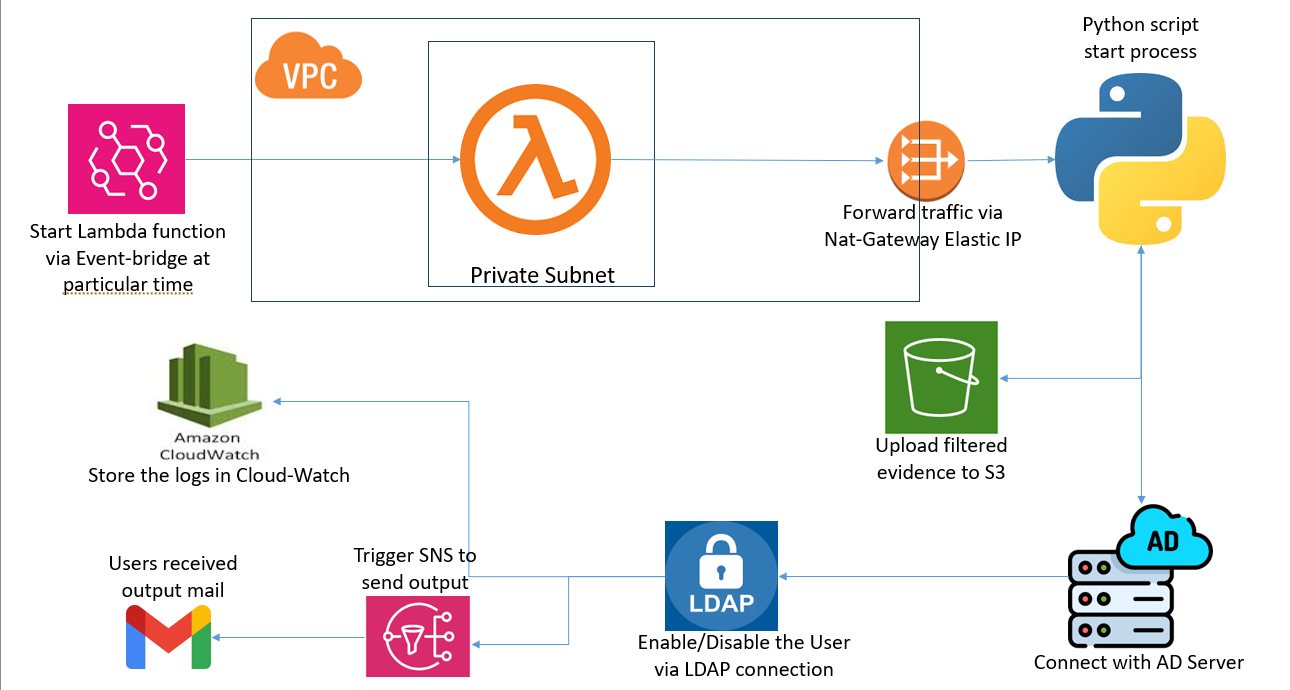 Python script
start process
VPC
Start Lambda function
via Event-bridge at
particular time
Private Subnet
Forward traffic via
Nat-Gateway Elastic IP
Amazon
CloudWatch
Store the logs in Cloud-Watch
Upload filtered
evidence to S3
Users received
output mail
Trigger SNS to
send output
LDAP
Enable/Disable the User
via LDAP connection
AD
Connect with AD Server